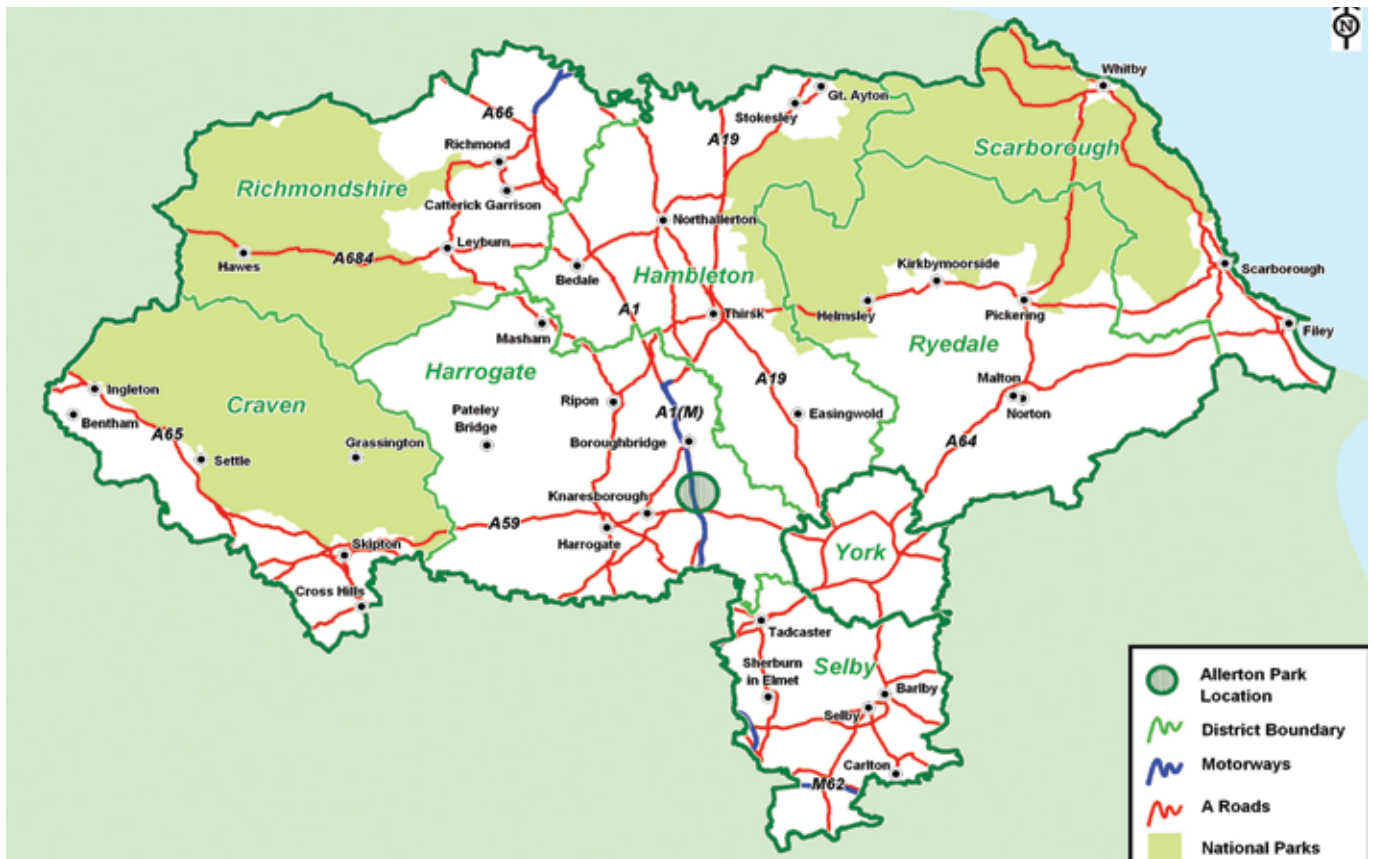 N
Whitby
Gt. Ayton
Stokesley
A66
A19
Richmond
Scarborough
Richmondshire
Catterick Garrison
Northallerton
Leyburn
A684
Hawes
Bedale
Hambleton
Kirkbymoorside
Scarborough
A1
Thirsk
Helmsley
Pickering
Filey
Masham
Ryedale
Harrogate
A19
Malton
Ingleton
Craven
Ripon
A1(M)
Norton
Bentham
Pateley
Bridge
Easingwold
A65
Grassington
Boroughbridge
A64
Settle
Knaresborough
A59
Harrogate
Skipton
York
Cross Hills
Tadcaster
Sherburn
in Elmet
Selby
Barlby
Selby
Carlton
M62
Allerton Park
Location
District Boundary
Motorways
A Roads
National Parks